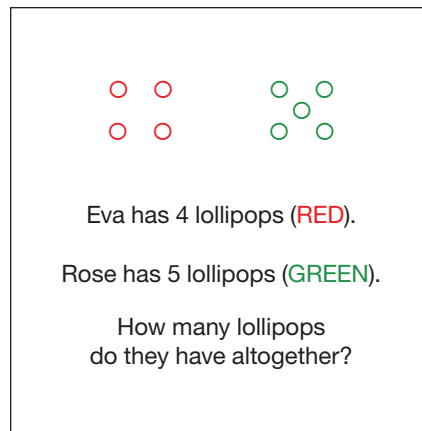 Eva has 4 lollipops (RED).
Rose has 5 lollipops (GREEN).
How many lollipops
do they have altogether?